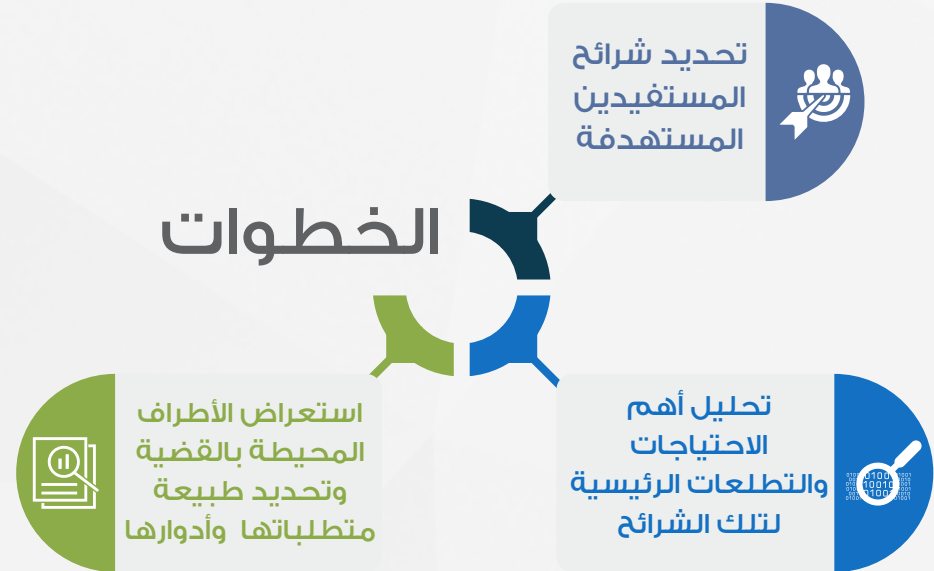 الخطوات
تحديد شرائح
المستفيدين
المستهدفة
تحليل أهم
الاحتياجات
والتطلعات الرئيسية
لتلك الشرائح
استعراض الأطراف
المحيطة بالقضية
وتحديد طبيعة
متطلباتها وأدوارها